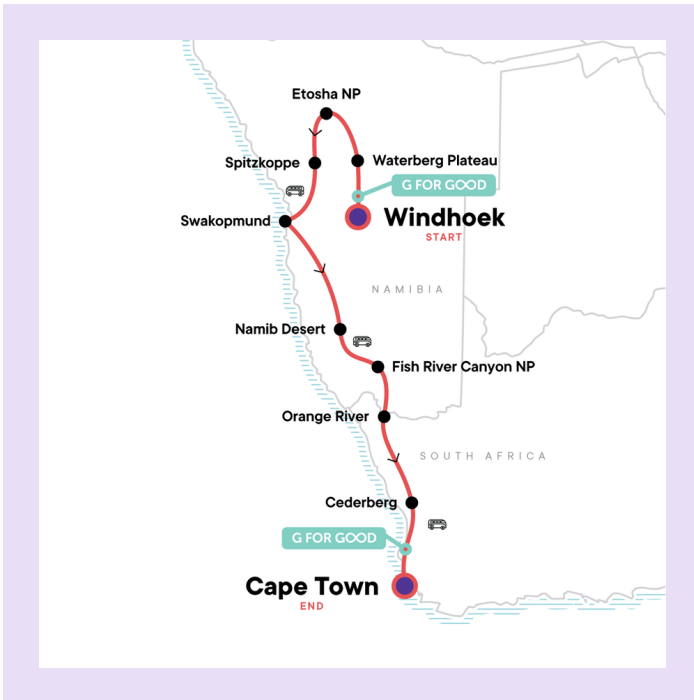 Etosha NP
Spitzkoppe
Waterberg Plateau
G FOR GOOD
Swakopmund
Windhoek
START
NAMIBIA
Namib Desert
Fish River Canyon NP
Orange River
SOUTH AFRICA
Cederberg
G FOR GOOD
Cape Town
END